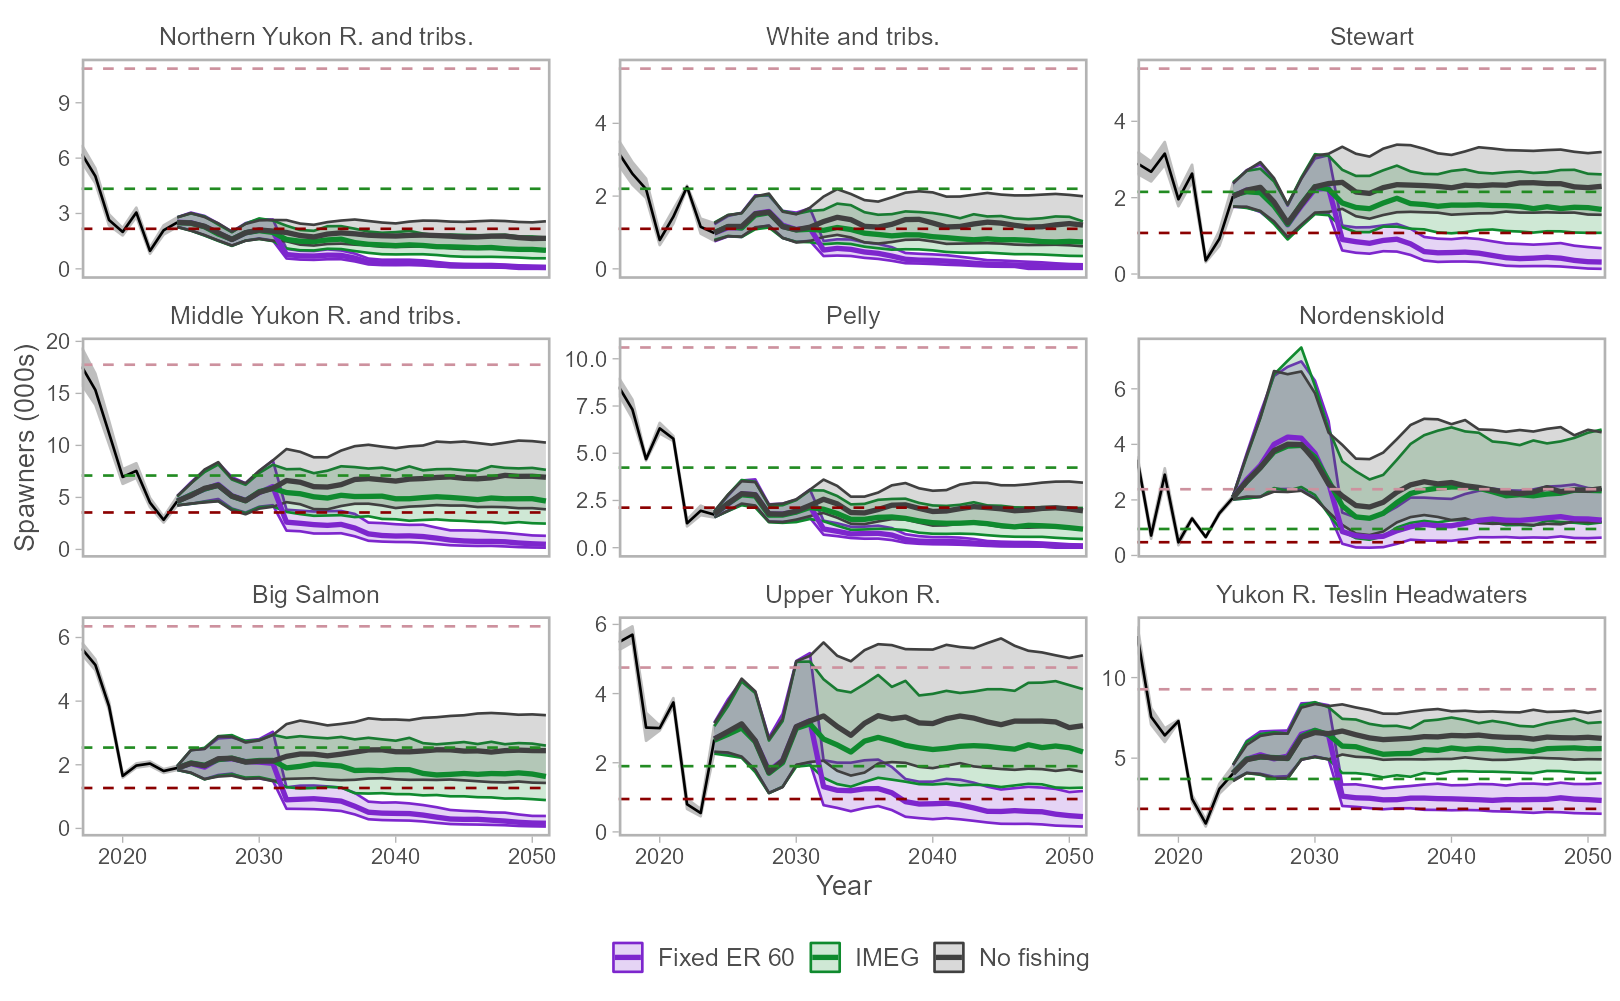 Northern Yukon R. and tribs.
White and tribs.
Stewart
9
6
3
0
4
2
0
4
2
0
Middle Yukon R. and tribs.
Pelly
Nordenskiold
20
15
10
5
0
10.0
7.5
5.0
2.5
0.0
6
4
2
0
Spawners (000s)
Big Salmon
Upper Yukon R.
Yukon R. Teslin Headwaters
6
4
2
0
6
4
2
0
10
5
2020 2030 2040 2050
2020 2030 2040 2050
2020 2030 2040 2050
Year
Fixed ER 60 IMEG No fishing